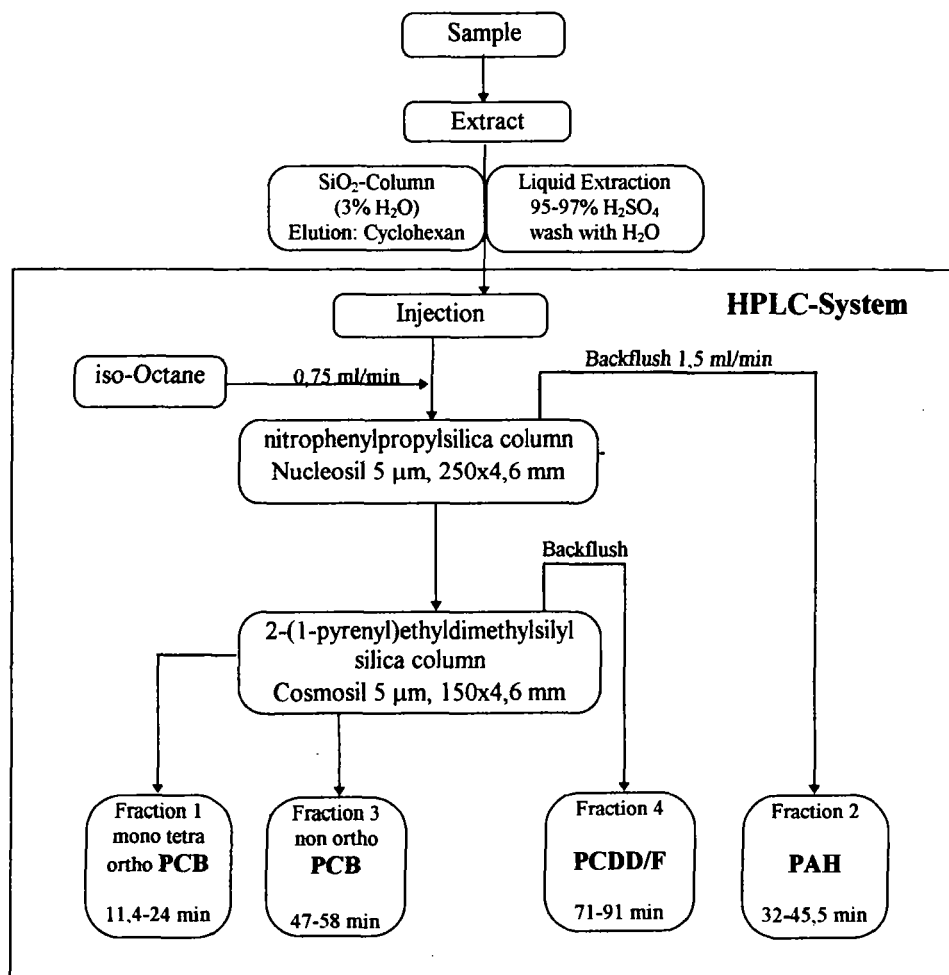 Sample
Extract
SiO₂-Column
(3% H₂O)
Elution: Cyclohexan
Liquid Extraction
95-97% H₂SO₄
wash with H₂O
HPLC-System
Injection
iso-Octane
0,75 ml/min
Backflush 1,5 ml/min
nitrophenylpropylsilica column
Nucleosil 5 µm, 250x4,6 mm
Backflush
2-(1-pyrenyl)ethyldimethylsilyl
silica column
Cosmosil 5 µm, 150x4,6 mm
Fraction 1
mono tetra
ortho PCB
11,4-24 min
Fraction 3
non ortho
PCB
47-58 min
Fraction 4
PCDD/F
71-91 min
Fraction 2
PAH
32-45,5 min